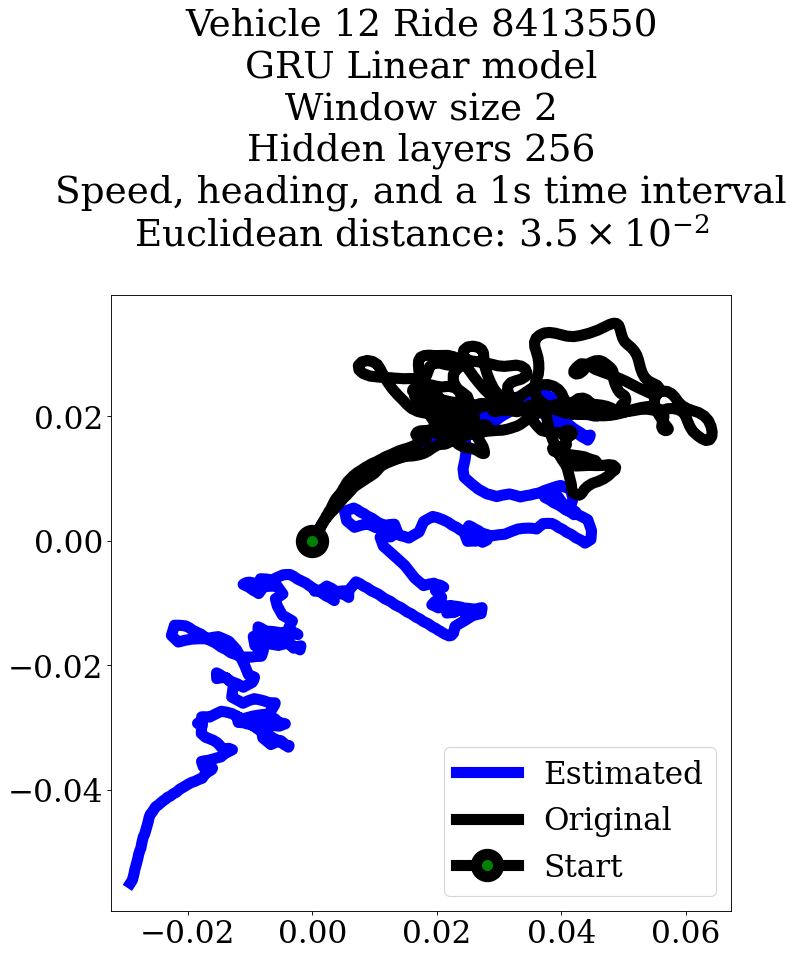 Vehicle 12 Ride 8413550
GRU Linear model
Window size 2
Hidden layers 256
Speed, heading, and a 1s time interval
Euclidean distance: 3.5 × 10⁻²
0.02
0.00
−0.02
−0.04
Estimated
Original
Start
−0.02 0.00 0.02 0.04 0.06